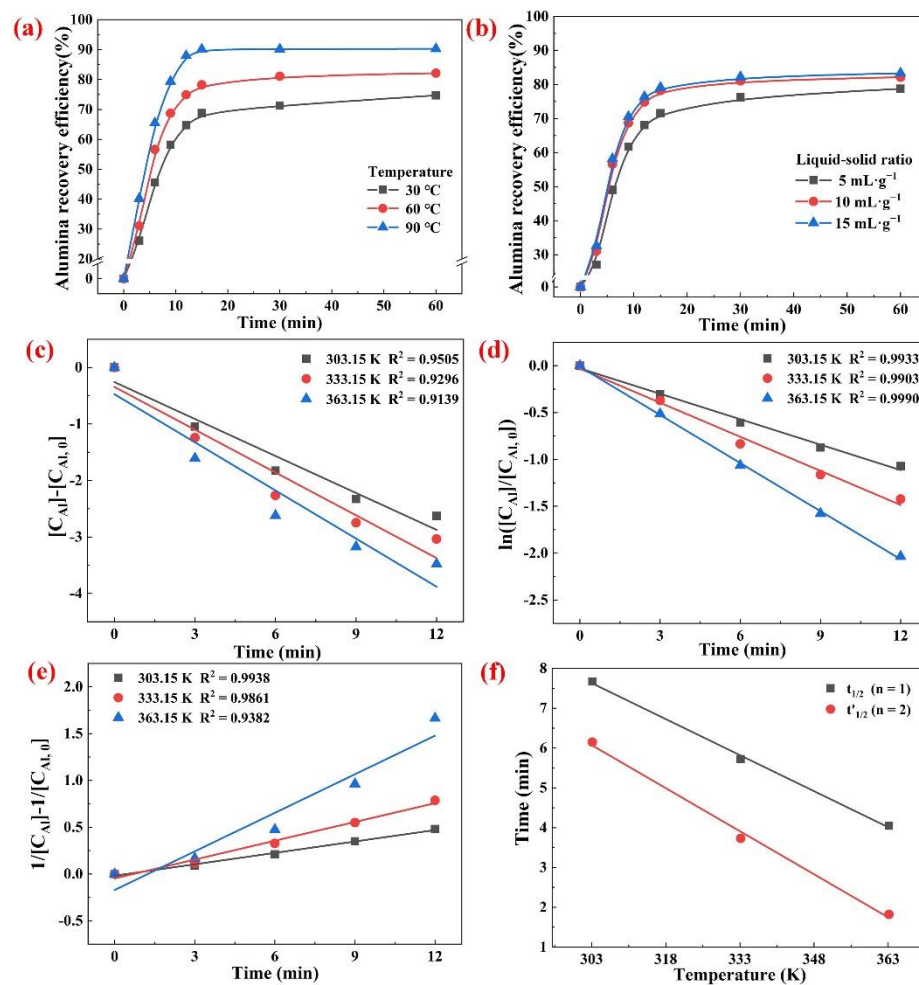 (a)
Alumina recovery efficiency(%)
100
90
80
70
60
50
40
30
20
0
Temperature
30 °C
60 °C
90 °C
0 10 20 30 40 50 60
Time (min)
(b)
Alumina recovery efficiency(%)
100
90
80
70
60
50
30
20
0
Liquid-solid ratio
5 mL·g⁻¹
10 mL·g⁻¹
15 mL·g⁻¹
0 10 20 30 40 50 60
Time (min)
(c)
[C_Al]-[C_Al, 0]
0
-1
-2
-3
-4
303.15 K R² = 0.9505
333.15 K R² = 0.9296
363.15 K R² = 0.9139
0 3 6 9 12
Time (min)
(d)
ln([C_Al]/[C_Al, 0])
0.0
-0.5
-1.0
-1.5
-2.0
-2.5
303.15 K R² = 0.9933
333.15 K R² = 0.9903
363.15 K R² = 0.9990
0 3 6 9 12
Time (min)
(e)
1/[C_Al]-1/[C_Al, 0]
2.0
1.5
1.0
0.5
0.0
-0.5
303.15 K R² = 0.9938
333.15 K R² = 0.9861
363.15 K R² = 0.9382
0 3 6 9 12
Time (min)
(f)
Time (min)
8
7
6
5
4
3
2
1
t₁/₂ (n = 1)
t'₁/₂ (n = 2)
303 318 333 348 363
Temperature (K)